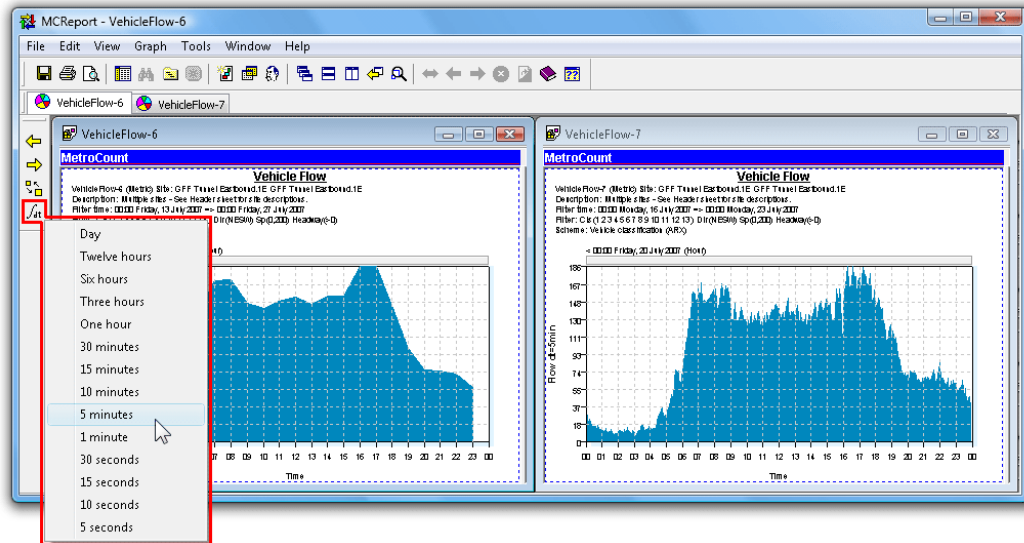 MCReport - VehicleFlow-6
File Edit View Graph Tools Window Help
VehicleFlow-6 VehicleFlow-7
VehicleFlow-6
MetroCount
Vehicle Flow
VehicleFlow-6 (Metric) Site: GFF Tunnel Eastbound.1E GFF Tunnel Eastbound.1E
Description: Multiple sites - See Header sheet for site descriptions.
Filter time: 00:00 Friday, 13 July 2007 => 00:00 Friday, 27 July 2007
Dir(NESW) Sp(0,200) Headway(>0)
07 08 09 10 11 12 13 14 15 16 17 18 19 20 21 22 23 00
Time
VehicleFlow-7
MetroCount
Vehicle Flow
VehicleFlow-7 (Metric) Site: GFF Tunnel Eastbound.1E GFF Tunnel Eastbound.1E
Description: Multiple sites - See Header sheet for site descriptions.
Filter time: 00:00 Monday, 16 July 2007 => 00:00 Monday, 23 July 2007
Filter: Cls(1 2 3 4 5 6 7 8 9 10 11 12 13) Dir(NESW) Sp(0,200) Headway(>0)
Scheme: Vehicle classification (ARX)
< 00:00 Friday, 20 July 2007 (Hour)
186
167
148
130
111
93
74
55
37
18
0
Flow dt=5min
00 01 02 03 04 05 06 07 08 09 10 11 12 13 14 15 16 17 18 19 20 21 22 23 00
Time
∫dt
Day
Twelve hours
Six hours
Three hours
One hour
30 minutes
15 minutes
10 minutes
5 minutes
1 minute
30 seconds
15 seconds
10 seconds
5 seconds